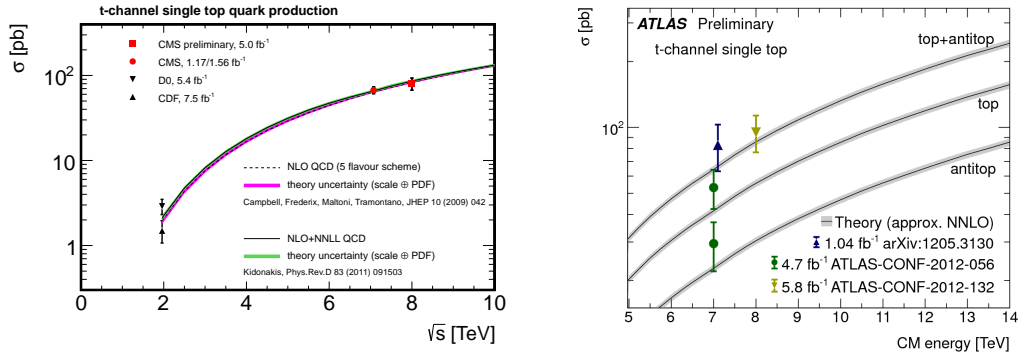 t-channel single top quark production
σ [pb]
CMS preliminary, 5.0 fb⁻¹
CMS, 1.17/1.56 fb⁻¹
D0, 5.4 fb⁻¹
CDF, 7.5 fb⁻¹
10²
10
1
NLO QCD (5 flavour scheme)
theory uncertainty (scale ⊕ PDF)
Campbell, Frederix, Maltoni, Tramontano, JHEP 10 (2009) 042
NLO+NNLL QCD
theory uncertainty (scale ⊕ PDF)
Kidonakis, Phys.Rev.D 83 (2011) 091503
0 2 4 6 8 10
√s [TeV]
σ [pb]
ATLAS Preliminary
t-channel single top
top+antitop
top
antitop
10²
Theory (approx. NNLO)
1.04 fb⁻¹ arXiv:1205.3130
4.7 fb⁻¹ ATLAS-CONF-2012-056
5.8 fb⁻¹ ATLAS-CONF-2012-132
5 6 7 8 9 10 11 12 13 14
CM energy [TeV]